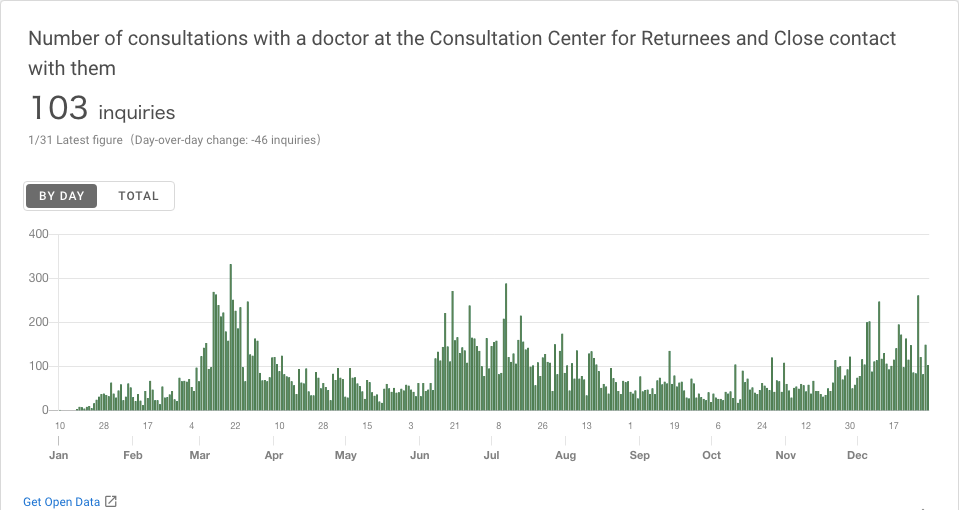 Number of consultations with a doctor at the Consultation Center for Returnees and Close contact
with them
103 inquiries
1/31 Latest figure（Day-over-day change: -46 inquiries）
BY DAY TOTAL
400
300
200
100
0
10 28 17 4 22 10 28 15 3 21 8 26 13 1 19 6 24 12 30 17
Jan Feb Mar Apr May Jun Jul Aug Sep Oct Nov Dec
Get Open Data